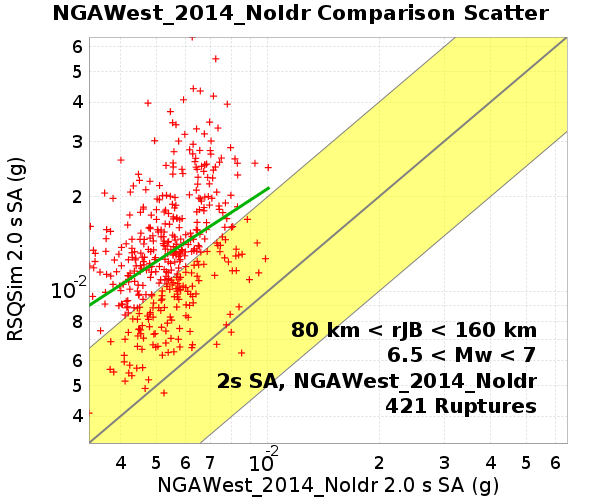 NGAWest_2014_NoIdr Comparison Scatter
RSQSim 2.0 s SA (g)
6
5
4
3
2
10-2
8
6
5
4
80 km < rJB < 160 km
6.5 < Mw < 7
2s SA, NGAWest_2014_NoIdr
421 Ruptures
4 5 6 7 10-2 2 3 4 5 6
NGAWest_2014_NoIdr 2.0 s SA (g)